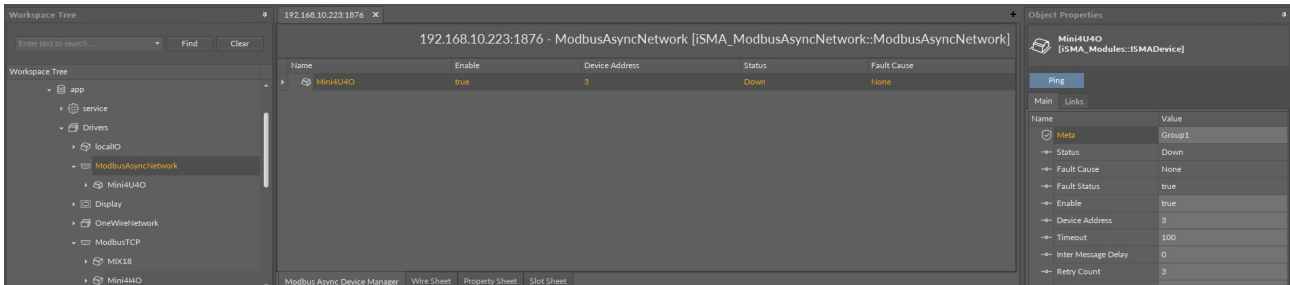 Workspace Tree
Enter text to search...
Find
Clear
Workspace Tree
app
service
Drivers
localIO
ModbusAsyncNetwork
Mini4U4O
Display
OneWireNetwork
ModbusTCP
MIX18
Mini4I4O
192.168.10.223:1876
192.168.10.223:1876 - ModbusAsyncNetwork [iSMA_ModbusAsyncNetwork::ModbusAsyncNetwork]
Name Enable Device Address Status Fault Cause
Mini4U4O true 3 Down None
Modbus Async Device Manager Wire Sheet Property Sheet Slot Sheet
Object Properties
Mini4U4O
[iSMA_Modules::ISMADevice]
Ping
Main Links
Name Value
Meta Group1
Status Down
Fault Cause None
Fault Status true
Enable true
Device Address 3
Timeout 100
Inter Message Delay 0
Retry Count 3